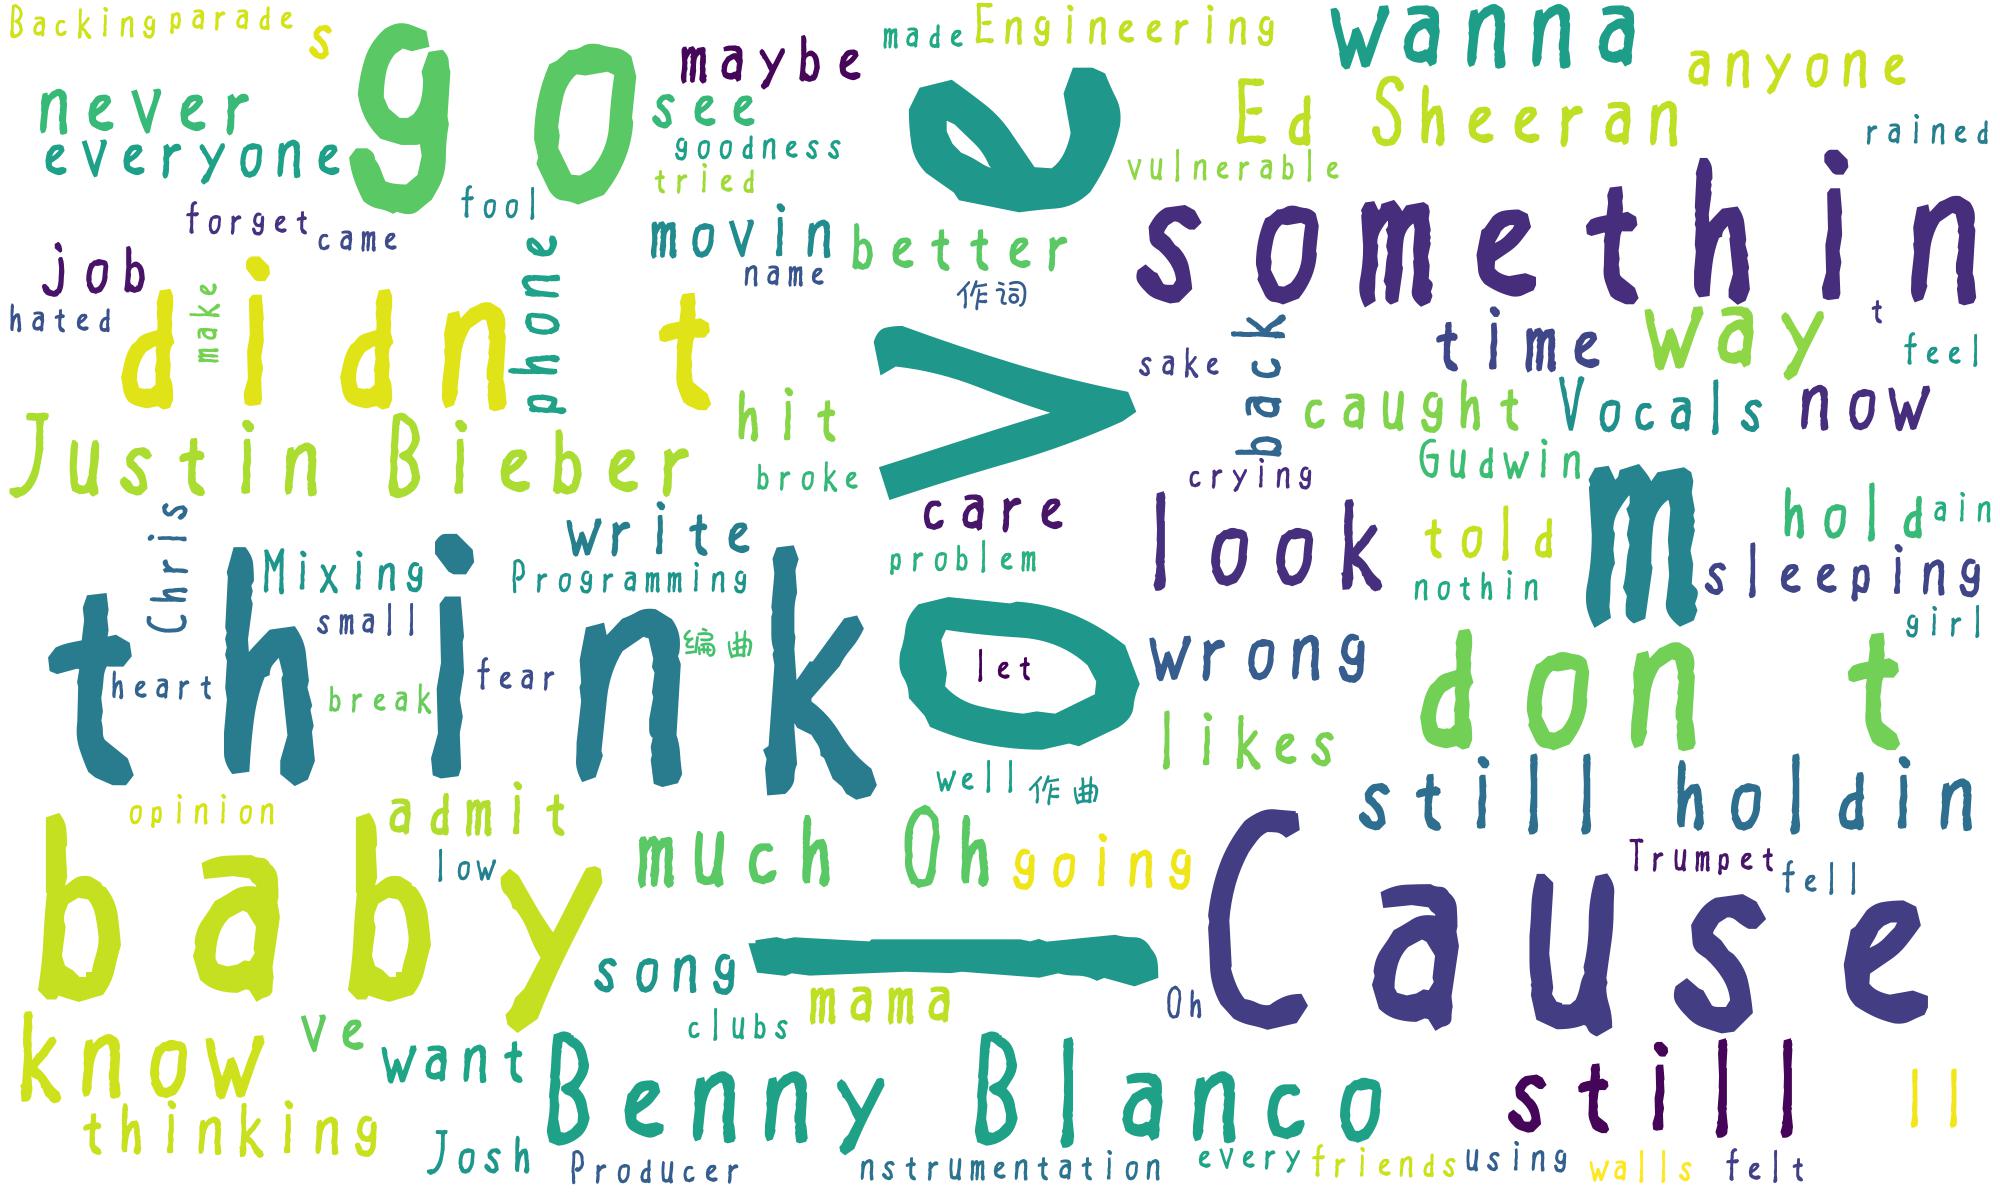 Backing parade s go maybe made Engineering wanna anyone
never see Ed Sheeran rained
everyone goodness vulnerable
tried
forget came fool movin better somethin
job name 作词
hated make didn t phone sake back time way t feel
Justin Bieber hit caught Vocals now
broke crying Gudwin
Chris care look told m hold ain
Mixing write problem nothin sleeping
Programming
small girl
think 编曲 let wrong don t
heart break fear likes
well 作曲 still holdin
opinion admit
baby low much Oh going Cause Trumpet fell
song love
mama Oh
know ve want clubs Benny Blanco still ll
thinking Josh
Producer nstrumentation every friends using walls felt